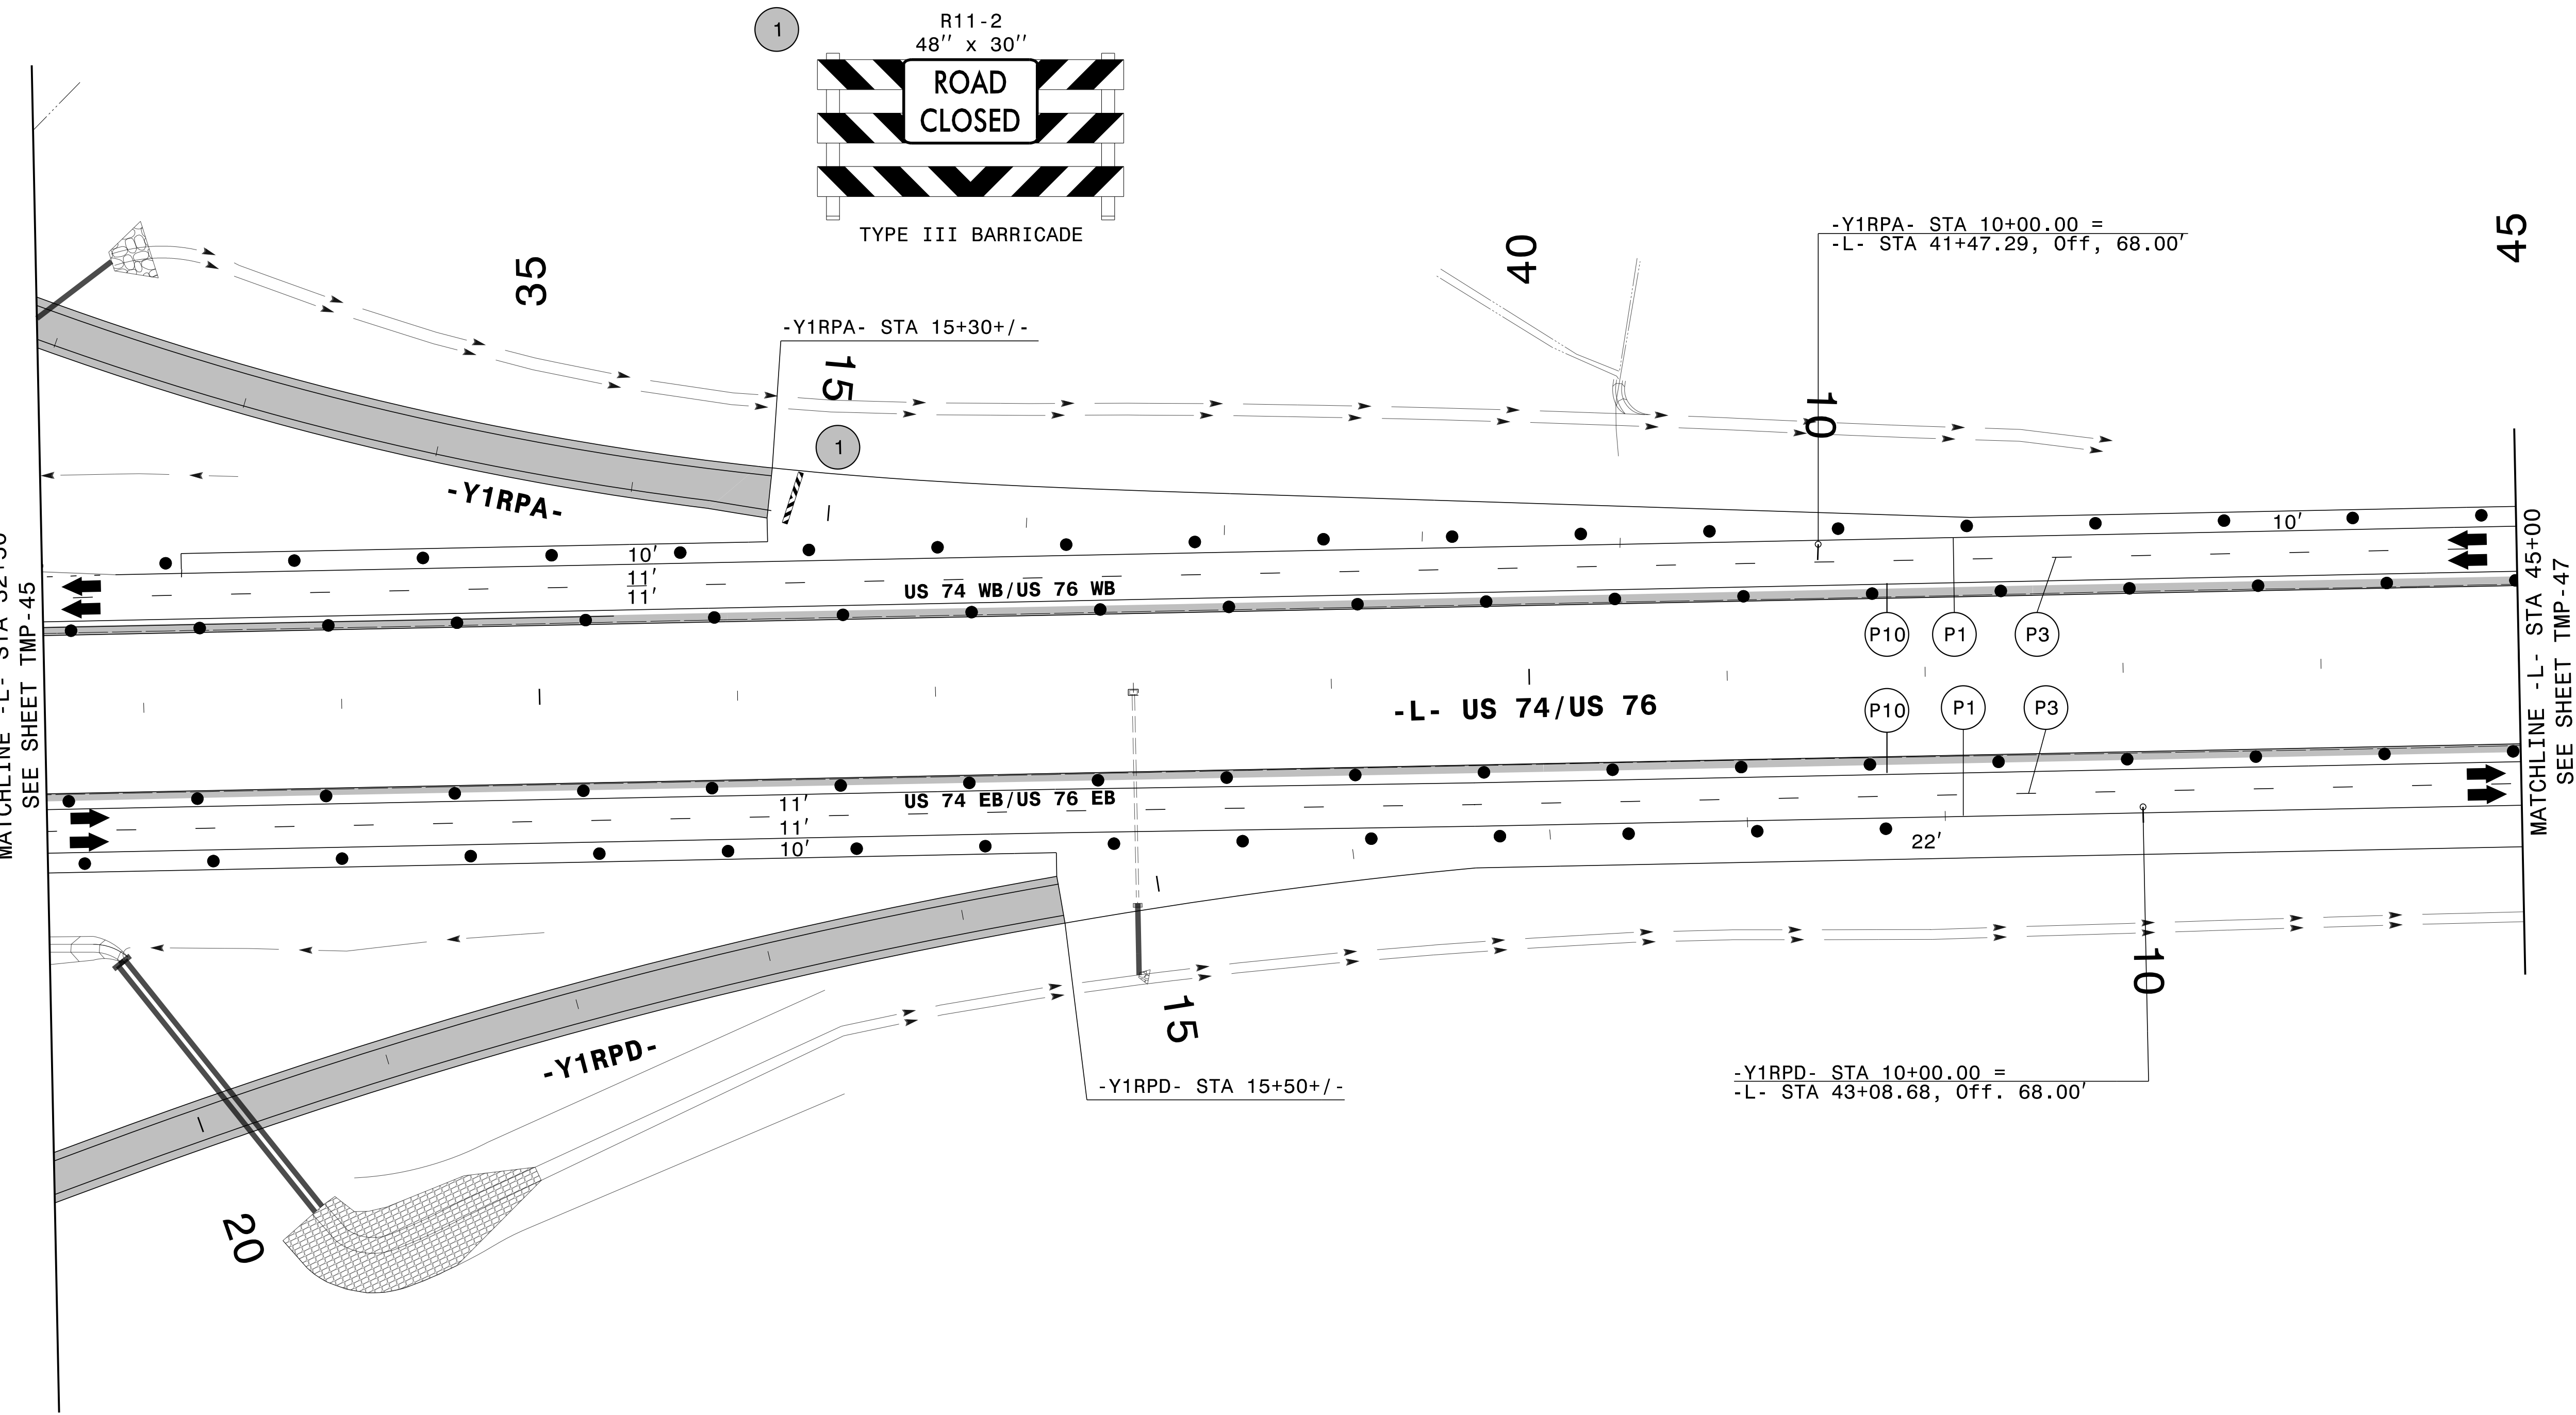 1
R11-2
48'' x 30''
ROAD
CLOSED
TYPE III BARRICADE
-Y1RPA- STA 10+00.00 =
-L- STA 41+47.29, Off, 68.00'
45
40
35
-Y1RPA- STA 15+30+/-
15
10
1
-Y1RPA-
10'
10'
11'
11'
US 74 WB/US 76 WB
P10
P1
P3
SEE SHEET TMP-45
MATCHLINE -L- STA 45+00
SEE SHEET TMP-47
-L- US 74/US 76
P10
P1
P3
US 74 EB/US 76 EB
11'
11'
10'
22'
10
15
-Y1RPD-
-Y1RPD- STA 15+50+/-
-Y1RPD- STA 10+00.00 =
-L- STA 43+08.68, Off. 68.00'
20